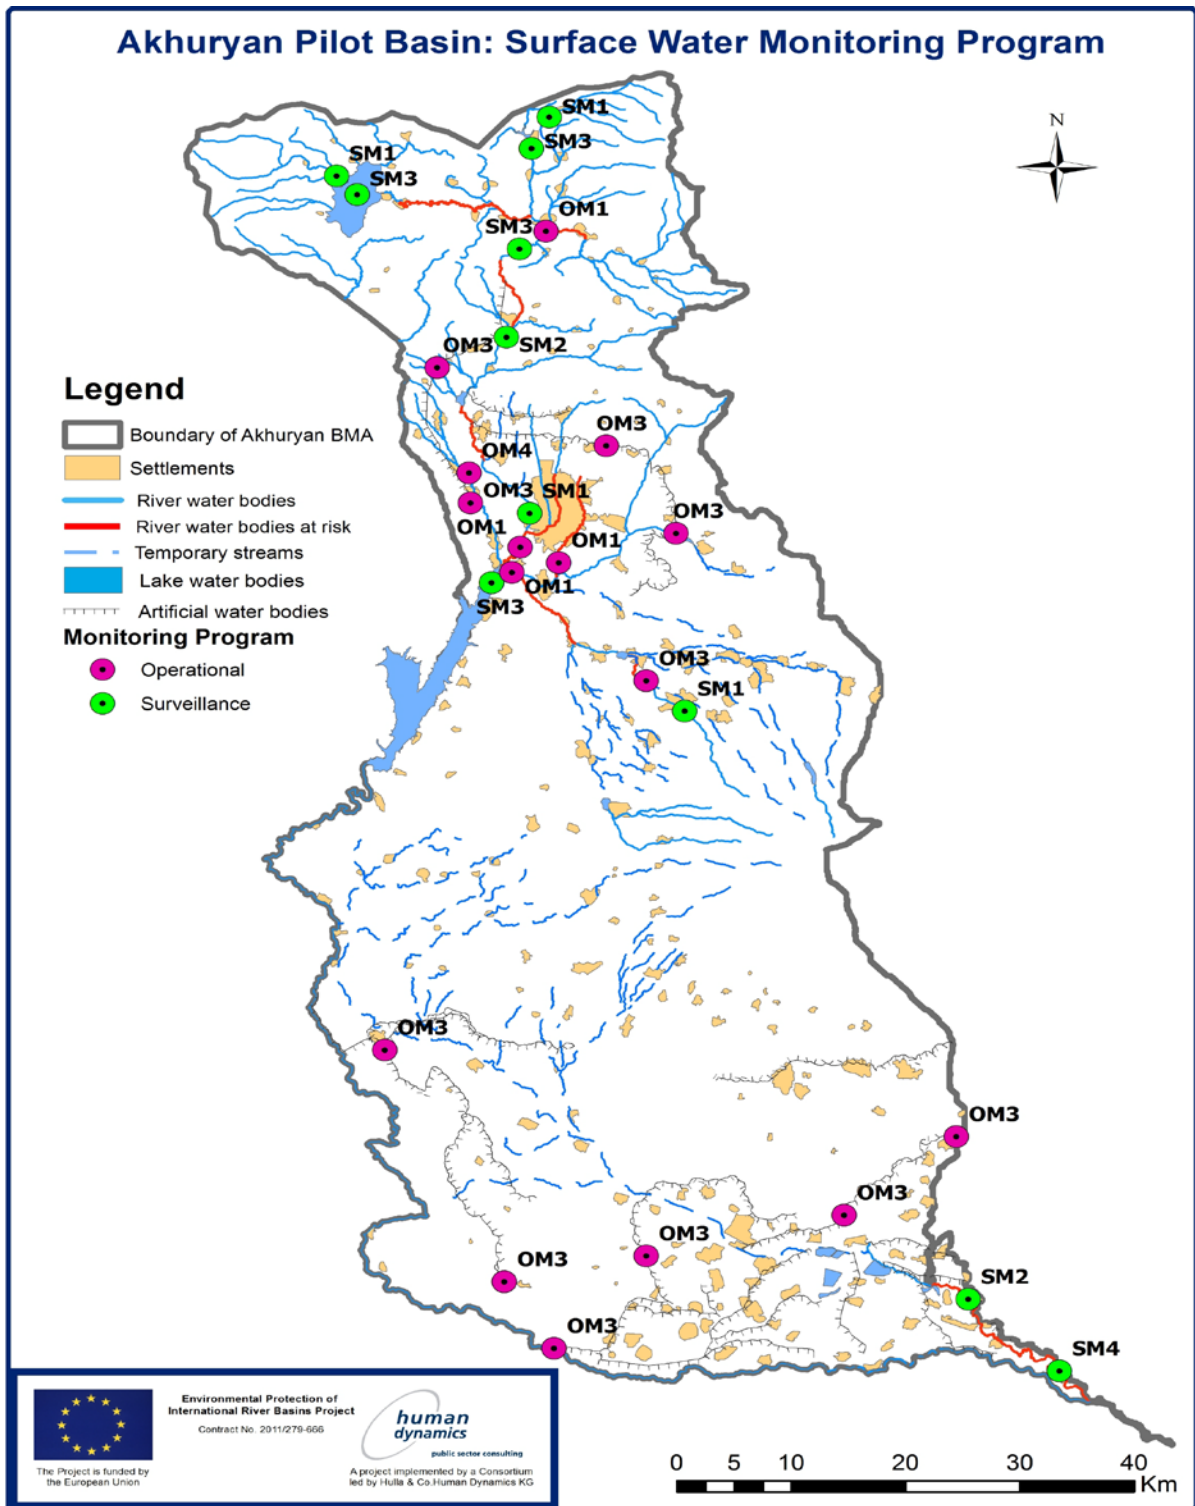 Akhuryan Pilot Basin: Surface Water Monitoring Program
SM1
SM3
SM1
SM3
N
OM1
SM3
OM3
SM2
Legend
Boundary of Akhuryan BMA
Settlements
River water bodies
River water bodies at risk
Temporary streams
Lake water bodies
Artificial water bodies
Monitoring Program
Operational
Surveillance
OM3
OM4
OM3
SM1
OM3
OM1
OM1
OM1
SM3
OM3
SM1
OM3
OM3
OM3
OM3
OM3
SM2
OM3
SM4
The Project is funded by
the European Union
Environmental Protection of
International River Basins Project
Contract No. 2011/279-666
human
dynamics
public sector consulting
A project implemented by a Consortium
led by Hulla & Co.Human Dynamics KG
0 5 10 20 30 40
Km